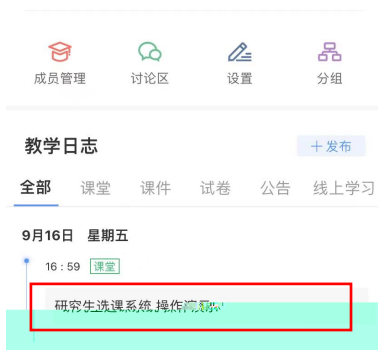 成员管理 讨论区 设置 分组
教学日志 + 发布
全部 课堂 课件 试卷 公告 线上学习
9月16日 星期五
16 : 59 课堂
研究生选课系统 操作